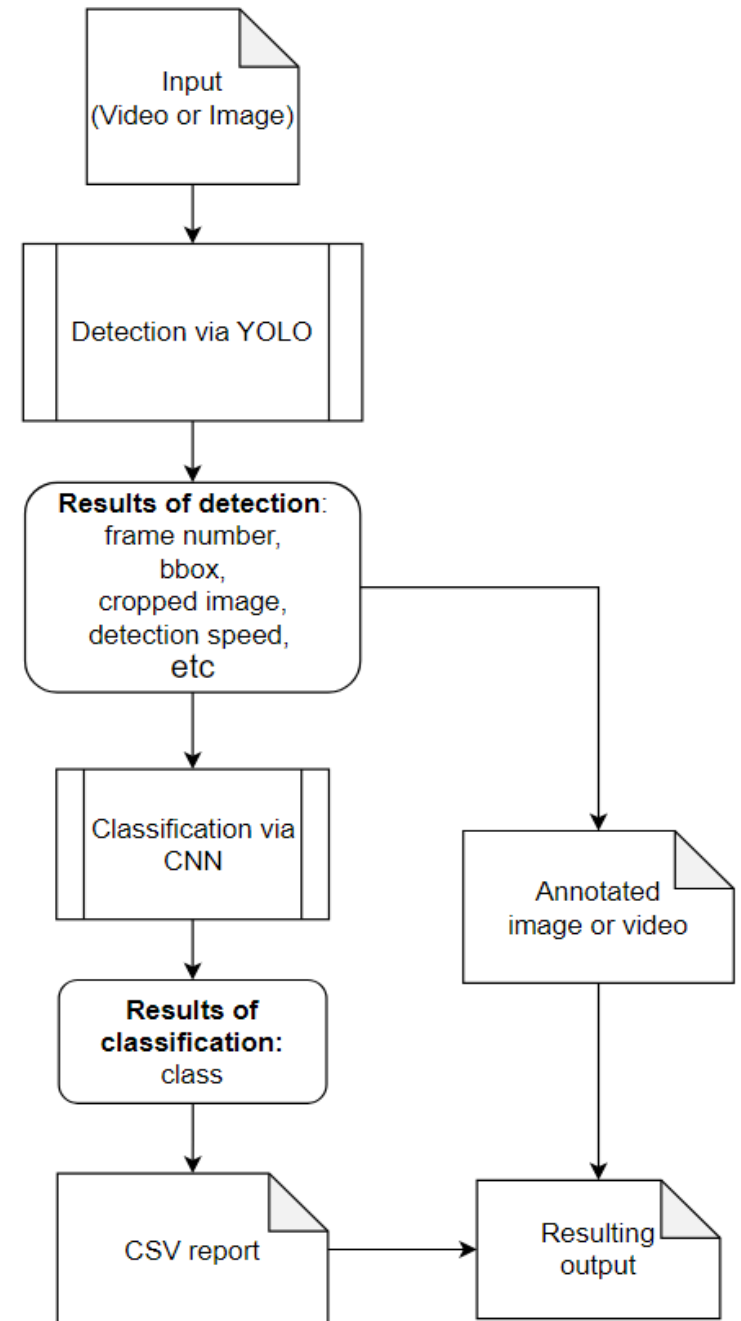 Input
(Video or Image)
Detection via YOLO
Results of detection:
frame number,
bbox,
cropped image,
detection speed,
etc
Classification via
CNN
Annotated
image or video
Results of
classification:
class
CSV report
Resulting
output